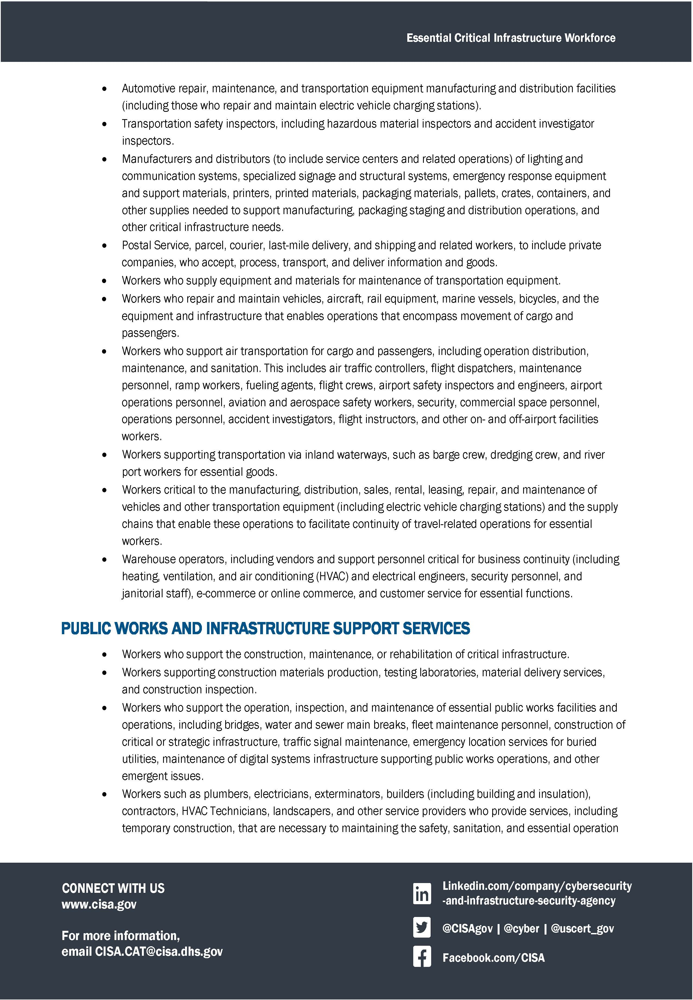 Essential Critical Infrastructure Workforce
• Automotive repair, maintenance, and transportation equipment manufacturing and distribution facilities
(including those who repair and maintain electric vehicle charging stations).
• Transportation safety inspectors, including hazardous material inspectors and accident investigator
inspectors.
• Manufacturers and distributors (to include service centers and related operations) of lighting and
communication systems, specialized signage and structural systems, emergency response equipment
and support materials, printers, printed materials, packaging materials, pallets, crates, containers, and
other supplies needed to support manufacturing, packaging staging and distribution operations, and
other critical infrastructure needs.
• Postal Service, parcel, courier, last-mile delivery, and shipping and related workers, to include private
companies, who accept, process, transport, and deliver information and goods.
• Workers who supply equipment and materials for maintenance of transportation equipment.
• Workers who repair and maintain vehicles, aircraft, rail equipment, marine vessels, bicycles, and the
equipment and infrastructure that enables operations that encompass movement of cargo and
passengers.
• Workers who support air transportation for cargo and passengers, including operation distribution,
maintenance, and sanitation. This includes air traffic controllers, flight dispatchers, maintenance
personnel, ramp workers, fueling agents, flight crews, airport safety inspectors and engineers, airport
operations personnel, aviation and aerospace safety workers, security, commercial space personnel,
operations personnel, accident investigators, flight instructors, and other on- and off-airport facilities
workers.
• Workers supporting transportation via inland waterways, such as barge crew, dredging crew, and river
port workers for essential goods.
• Workers critical to the manufacturing, distribution, sales, rental, leasing, repair, and maintenance of
vehicles and other transportation equipment (including electric vehicle charging stations) and the supply
chains that enable these operations to facilitate continuity of travel-related operations for essential
workers.
• Warehouse operators, including vendors and support personnel critical for business continuity (including
heating, ventilation, and air conditioning (HVAC) and electrical engineers, security personnel, and
janitorial staff), e-commerce or online commerce, and customer service for essential functions.
PUBLIC WORKS AND INFRASTRUCTURE SUPPORT SERVICES
• Workers who support the construction, maintenance, or rehabilitation of critical infrastructure.
• Workers supporting construction materials production, testing laboratories, material delivery services,
and construction inspection.
• Workers who support the operation, inspection, and maintenance of essential public works facilities and
operations, including bridges, water and sewer main breaks, fleet maintenance personnel, construction of
critical or strategic infrastructure, traffic signal maintenance, emergency location services for buried
utilities, maintenance of digital systems infrastructure supporting public works operations, and other
emergent issues.
• Workers such as plumbers, electricians, exterminators, builders (including building and insulation),
contractors, HVAC Technicians, landscapers, and other service providers who provide services, including
temporary construction, that are necessary to maintaining the safety, sanitation, and essential operation
CONNECT WITH US
www.cisa.gov
For more information,
email CISA.CAT@cisa.dhs.gov
in
Linkedin.com/company/cybersecurity
-and-infrastructure-security-agency
@CISAgov | @cyber | @uscert_gov
f
Facebook.com/CISA